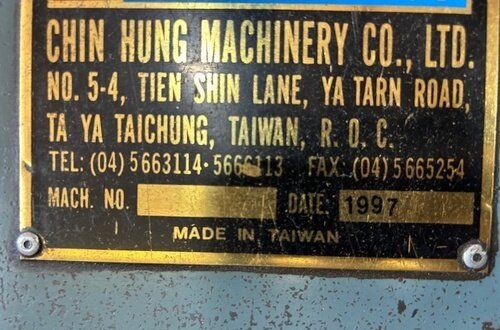 CHIN HUNG MACHINERY CO., LTD.
NO. 5-4, TIEN SHIN LANE, YA TARN ROAD,
TA YA TAICHUNG, TAIWAN, R. O. C.
TEL: (04) 5663114·5666113 FAX: (04) 5665254
MACH. NO. DATE: 1997
MADE IN TAIWAN